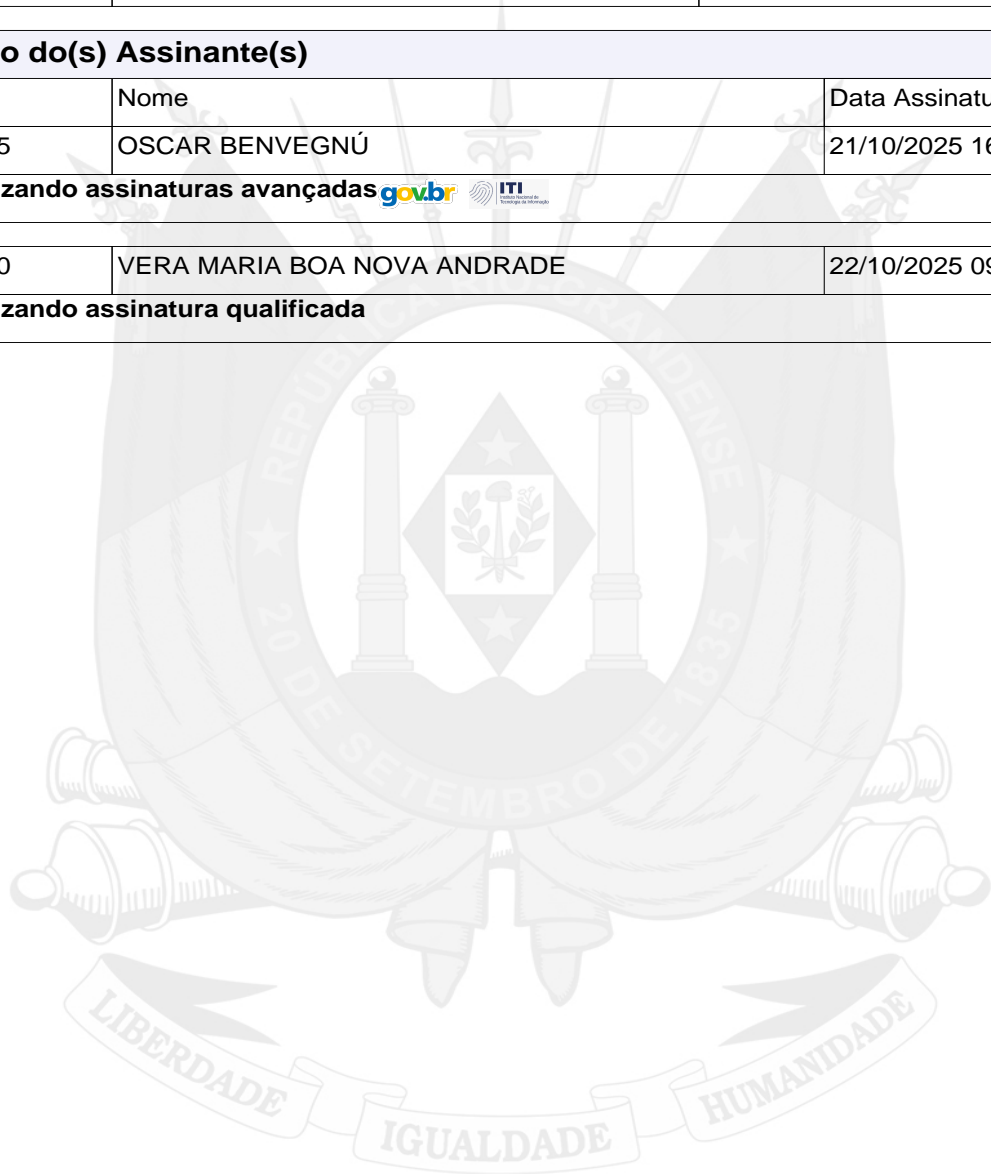 o do(s) Assinante(s)
Nome Data Assinatu
5 OSCAR BENVEGNÚ 21/10/2025 16
zando assinaturas avançadas gov.br ITI
0 VERA MARIA BOA NOVA ANDRADE 22/10/2025 09
zando assinatura qualificada
REPÚBLICA RIO-GRANDENSE
20 DE SETEMBRO DE 1835
LIBERDADE IGUALDADE HUMANIDADE